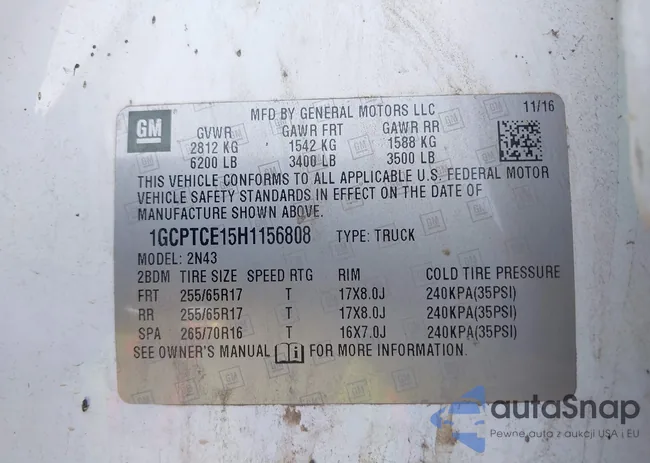 MFD BY GENERAL MOTORS LLC 11/16
GM
GVWR GAWR FRT GAWR RR
2812 KG 1542 KG 1588 KG
6200 LB 3400 LB 3500 LB
THIS VEHICLE CONFORMS TO ALL APPLICABLE U.S. FEDERAL MOTOR
VEHICLE SAFETY STANDARDS IN EFFECT ON THE DATE OF
MANUFACTURE SHOWN ABOVE.
1GCPTCE15H1156808 TYPE: TRUCK
MODEL: 2N43
2BDM TIRE SIZE SPEED RTG RIM COLD TIRE PRESSURE
FRT 255/65R17 T 17X8.0J 240KPA(35PSI)
RR 255/65R17 T 17X8.0J 240KPA(35PSI)
SPA 265/70R16 T 16X7.0J 240KPA(35PSI)
SEE OWNER'S MANUAL FOR MORE INFORMATION.
autaSnap
Pewne auta z aukcji USA i EU